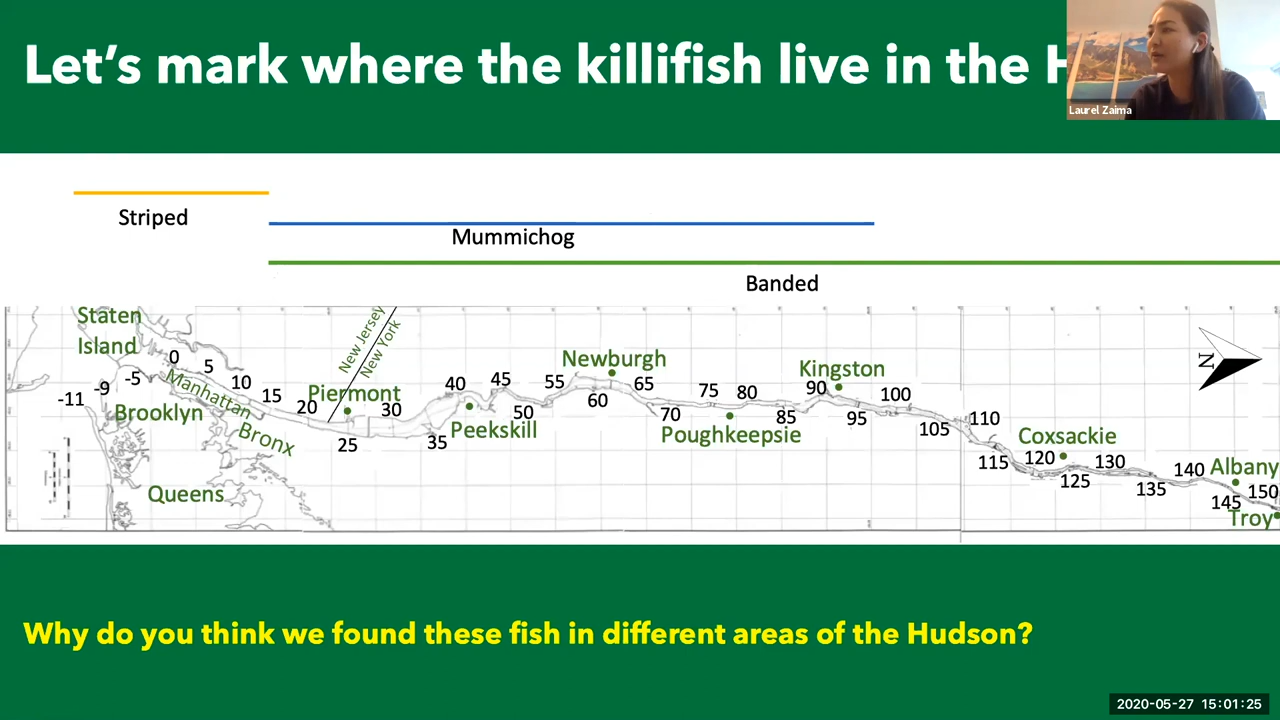 Let's mark where the killifish live in the H
Laurel Zaima
Striped
Mummichog
Banded
Staten
Island
New Jersey
New York
0
5
-5
-9
-11
10
15
20
Manhattan
Brooklyn
Bronx
Queens
Piermont
25
30
35
40
45
Peekskill
50
55
Newburgh
60
65
70
75
80
Poughkeepsie
85
Kingston
90
95
100
105
110
115
Coxsackie
120
125
130
135
140
Albany
145
150
Troy
N
Why do you think we found these fish in different areas of the Hudson?
2020-05-27 15:01:25